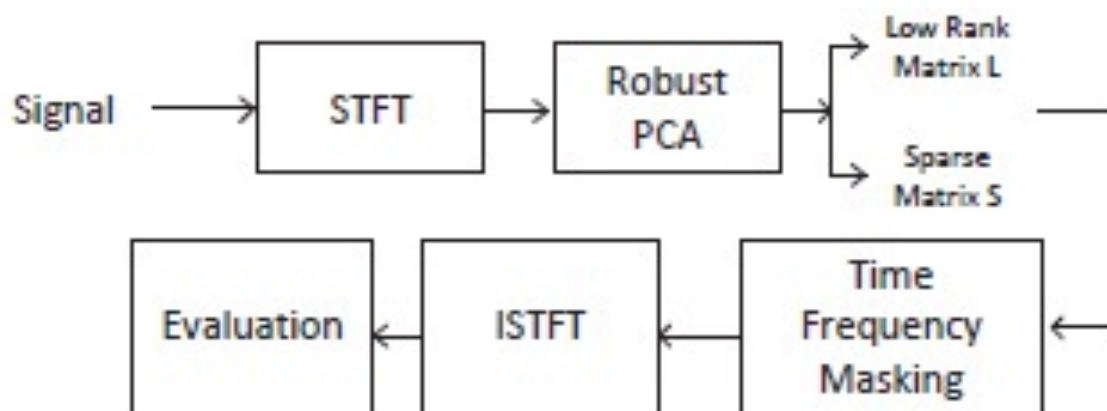 Signal
STFT
Robust
PCA
Low Rank
Matrix L
Sparse
Matrix S
Time
Frequency
Masking
ISTFT
Evaluation